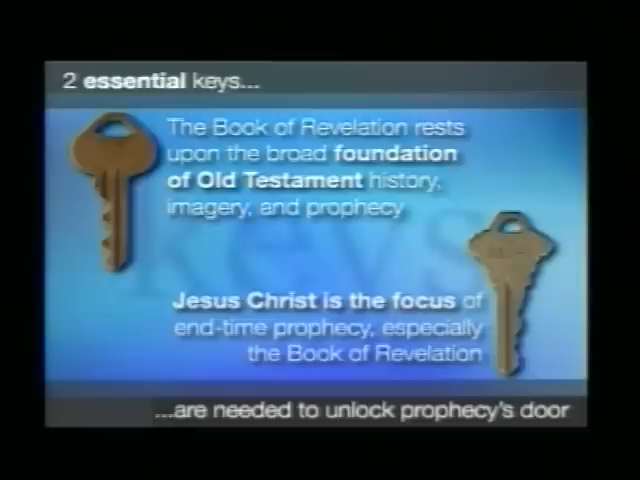 2 essential keys...
The Book of Revelation rests
upon the broad foundation
of Old Testament history,
imagery, and prophecy
keys
Jesus Christ is the focus of
end-time prophecy, especially
the Book of Revelation
...are needed to unlock prophecy's door